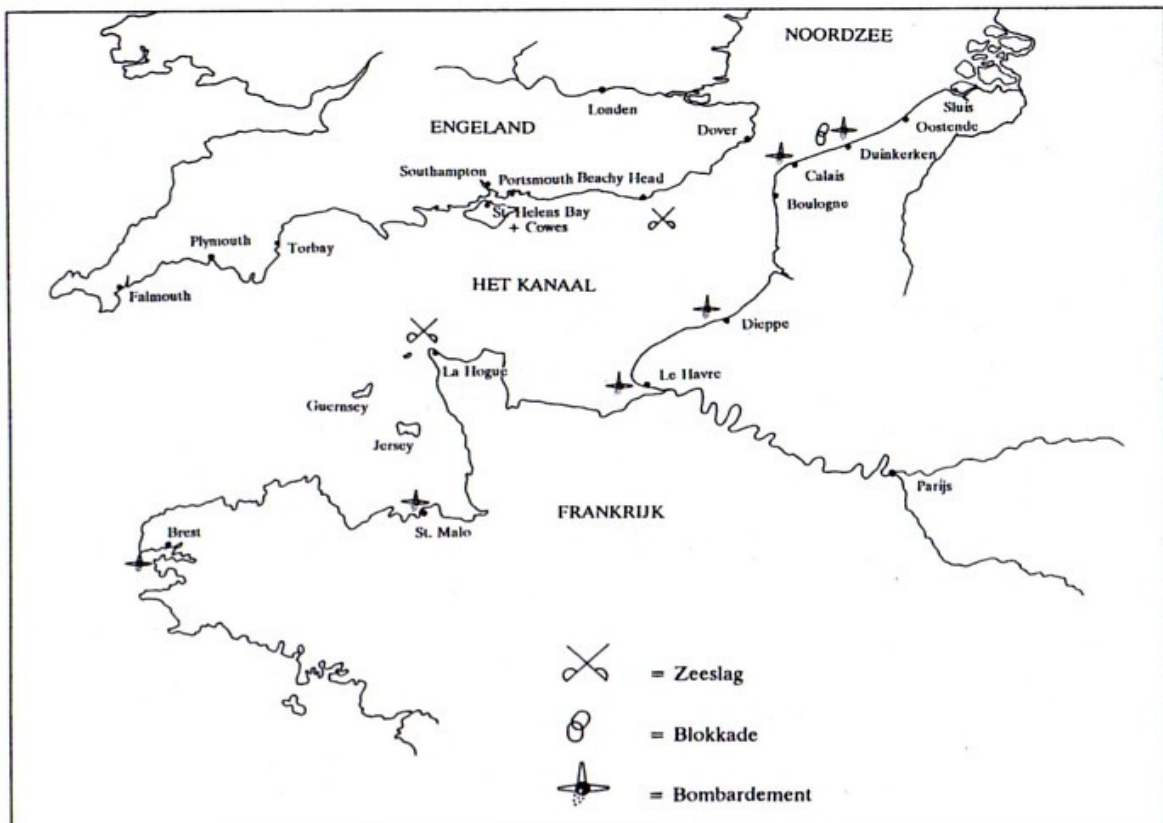 NOORDZEE
Londen
Sluis
ENGELAND
Oostende
Dover
Duinkerken
Southampton
Portsmouth
Beachy Head
Calais
Boulogne
St. Helens Bay
+ Cowes
Plymouth
Torbay
Falmouth
HET KANAAL
Dieppe
La Hogue
Le Havre
Guernsey
Jersey
Parijs
FRANKRIJK
St. Malo
Brest
= Zeeslag
= Blokkade
= Bombardement